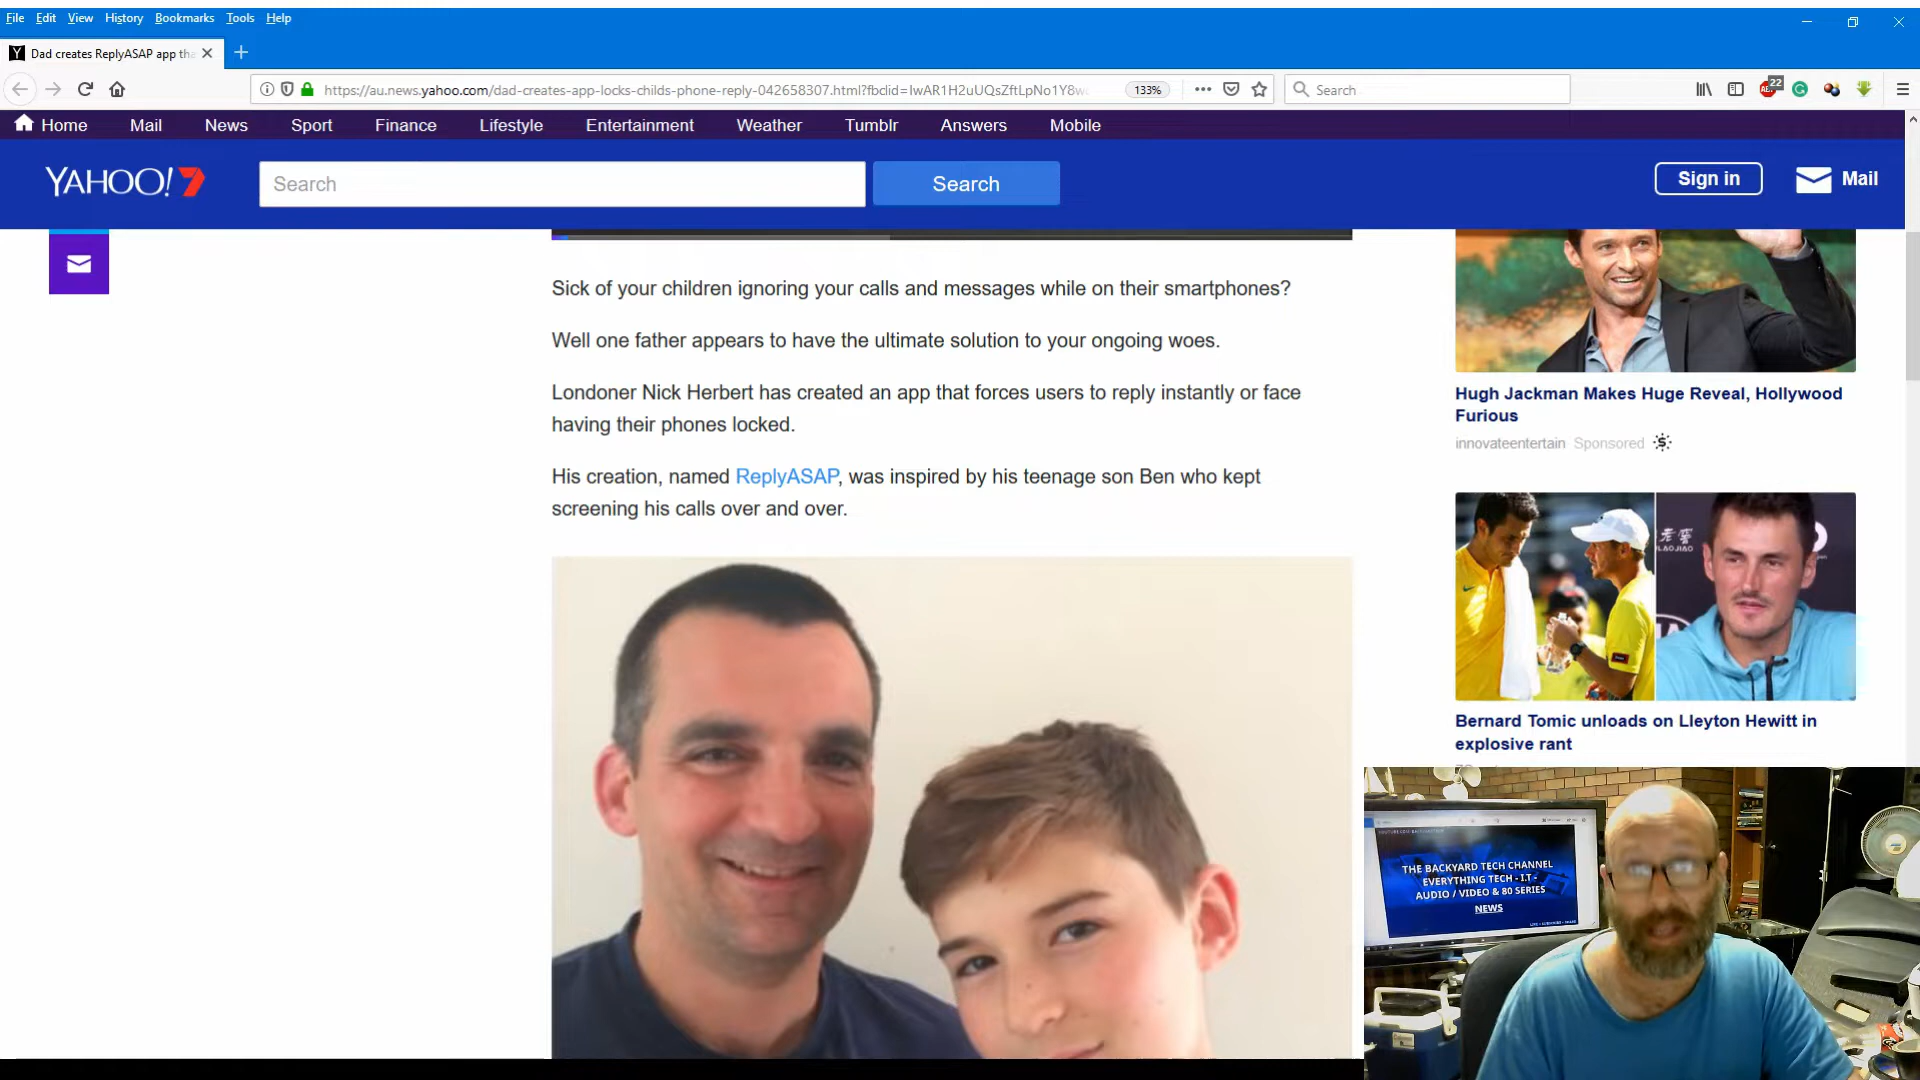 File Edit View History Bookmarks Tools Help
Dad creates ReplyASAP app tha
https://au.news.yahoo.com/dad-creates-app-locks-childs-phone-reply-042658307.html?fbclid=IwAR1H2uUQsZftLpNo1Y8w
133%
Search
22
Home Mail News Sport Finance Lifestyle Entertainment Weather Tumblr Answers Mobile
YAHOO!7
Search
Search
Sign in
Mail
Sick of your children ignoring your calls and messages while on their smartphones?
Well one father appears to have the ultimate solution to your ongoing woes.
Londoner Nick Herbert has created an app that forces users to reply instantly or face
having their phones locked.
His creation, named ReplyASAP, was inspired by his teenage son Ben who kept
screening his calls over and over.
Hugh Jackman Makes Huge Reveal, Hollywood
Furious
innovateentertain Sponsored
Bernard Tomic unloads on Lleyton Hewitt in
explosive rant
THE BACKYARD TECH CHANNEL
EVERYTHING TECH - I.T -
AUDIO / VIDEO & 80 SERIES
NEWS